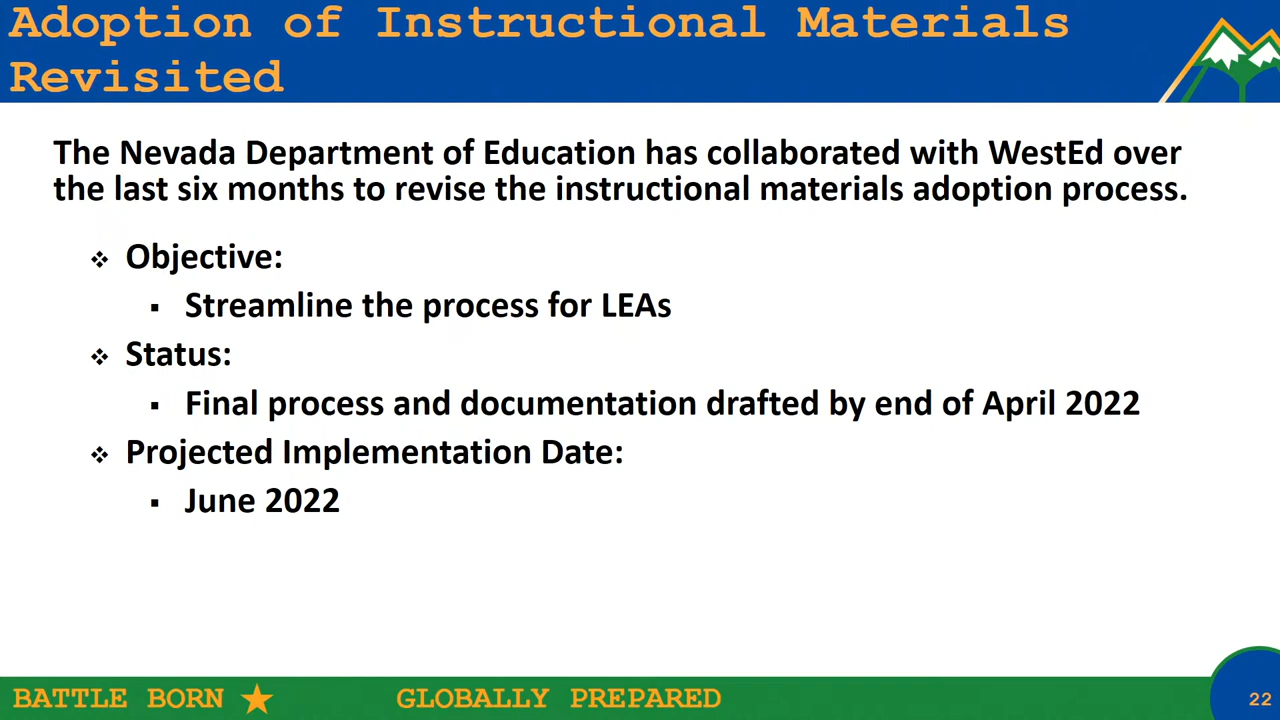 Adoption of Instructional Materials
Revisited
The Nevada Department of Education has collaborated with WestEd over
the last six months to revise the instructional materials adoption process.
❖ Objective:
▪ Streamline the process for LEAs
❖ Status:
▪ Final process and documentation drafted by end of April 2022
❖ Projected Implementation Date:
▪ June 2022
BATTLE BORN ★ GLOBALLY PREPARED
22